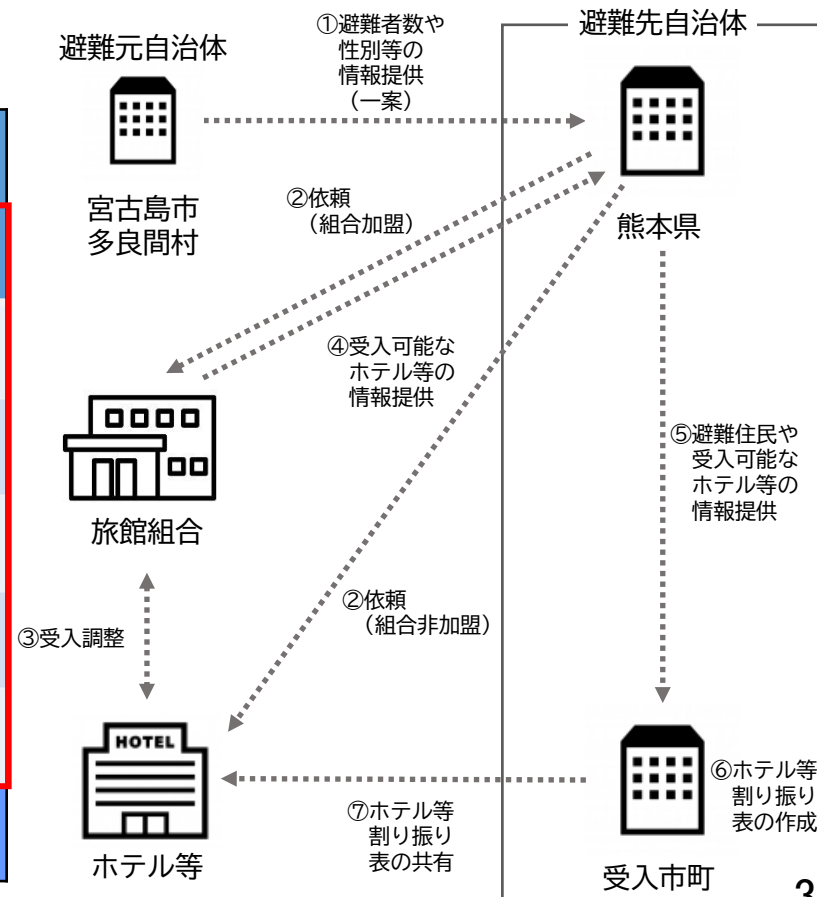 避難元自治体
①避難者数や
性別等の
情報提供
（一案）
避難先自治体
宮古島市
多良間村
②依頼
（組合加盟）
熊本県
④受入可能な
ホテル等の
情報提供
⑤避難住民や
受入可能な
ホテル等の
情報提供
旅館組合
②依頼
（組合非加盟）
③受入調整
HOTEL
⑥ホテル等
割り振り
表の作成
⑦ホテル等
割り振り
表の共有
ホテル等
受入市町
3